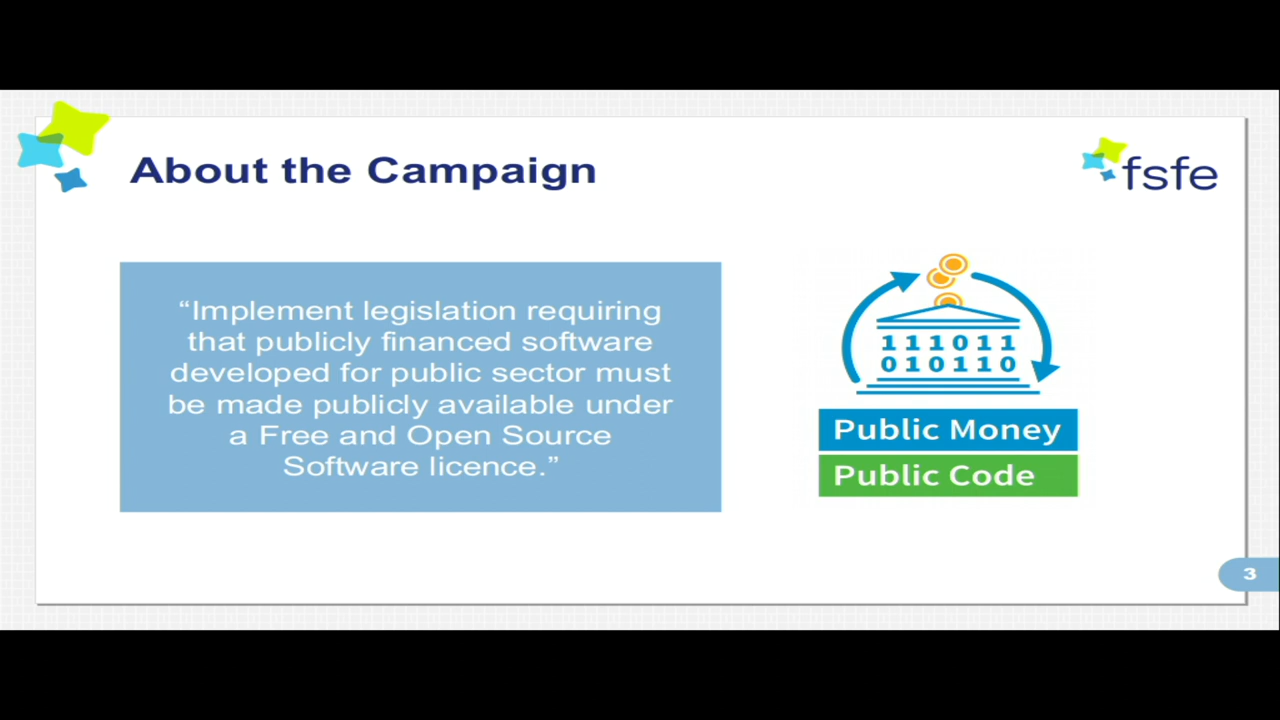 About the Campaign
fsfe
“Implement legislation requiring
that publicly financed software
developed for public sector must
be made publicly available under
a Free and Open Source
Software licence.”
111011
010110
Public Money
Public Code
3